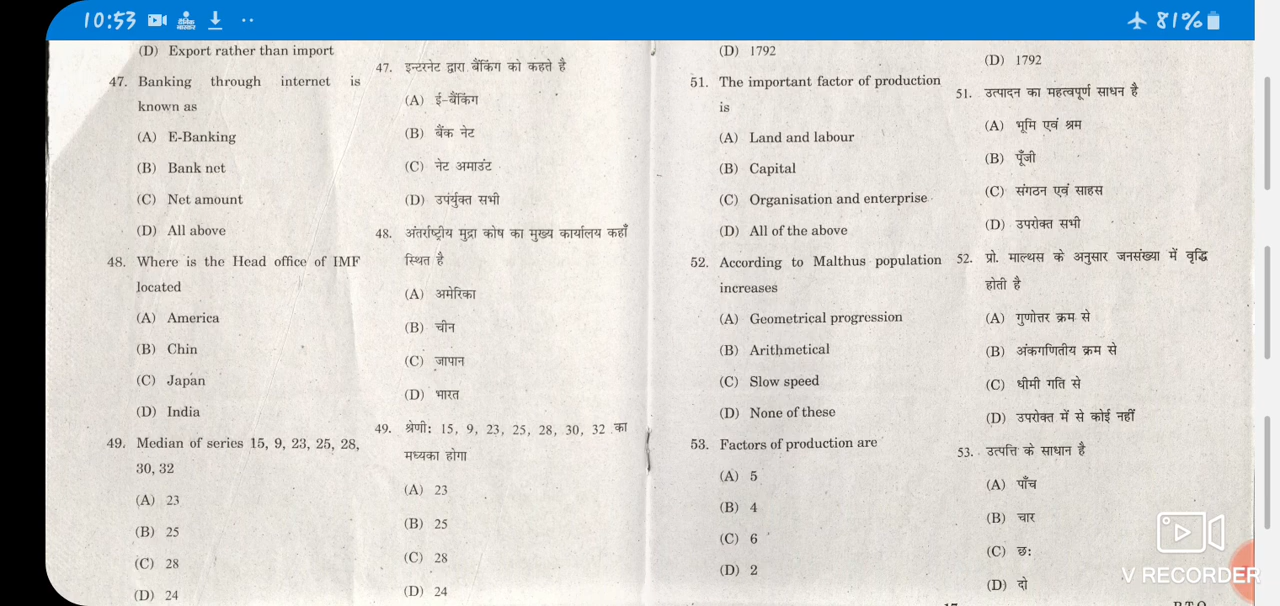 10:53
दैनिक
भास्कर
81%
(D) Export rather than import
47. Banking through internet is
known as
(A) E-Banking
(B) Bank net
(C) Net amount
(D) All above
48. Where is the Head office of IMF
located
(A) America
(B) Chin
(C) Japan
(D) India
49. Median of series 15, 9, 23, 25, 28,
30, 32
(A) 23
(B) 25
(C) 28
(D) 24
47. इन्टरनेट द्वारा बैंकिंग को कहते है
(A) ई-बैंकिंग
(B) बैंक नेट
(C) नेट अमाउंट
(D) उपर्युक्त सभी
48. अंतर्राष्ट्रीय मुद्रा कोष का मुख्य कार्यालय कहाँ
स्थित है
(A) अमेरिका
(B) चीन
(C) जापान
(D) भारत
49. श्रेणी: 15, 9, 23, 25, 28, 30, 32 का
मध्यका होगा
(A) 23
(B) 25
(C) 28
(D) 24
(D) 1792
51. The important factor of production
is
(A) Land and labour
(B) Capital
(C) Organisation and enterprise
(D) All of the above
52. According to Malthus population
increases
(A) Geometrical progression
(B) Arithmetical
(C) Slow speed
(D) None of these
53. Factors of production are
(A) 5
(B) 4
(C) 6
(D) 2
(D) 1792
51. उत्पादन का महत्वपूर्ण साधन है
(A) भूमि एवं श्रम
(B) पूँजी
(C) संगठन एवं साहस
(D) उपरोक्त सभी
52. प्रो. माल्थस के अनुसार जनसंख्या में वृद्धि
होती है
(A) गुणोत्तर क्रम से
(B) अंकगणितीय क्रम से
(C) धीमी गति से
(D) उपरोक्त में से कोई नहीं
53. उत्पत्ति के साधान है
(A) पाँच
(B) चार
(C) छ:
(D) दो
V RECORDER
17
P.T.O.